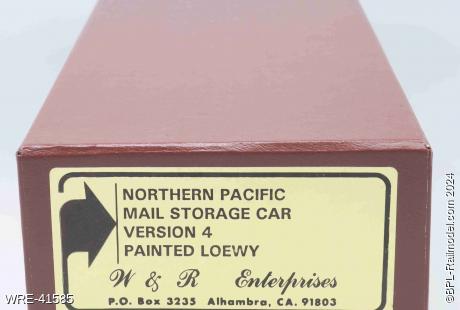 NORTHERN PACIFIC
MAIL STORAGE CAR
VERSION 4
PAINTED LOEWY
W & R Enterprises
P.O. Box 3235 Alhambra, CA. 91803
WRE-41585
©BPL-Railmodel.com 2024